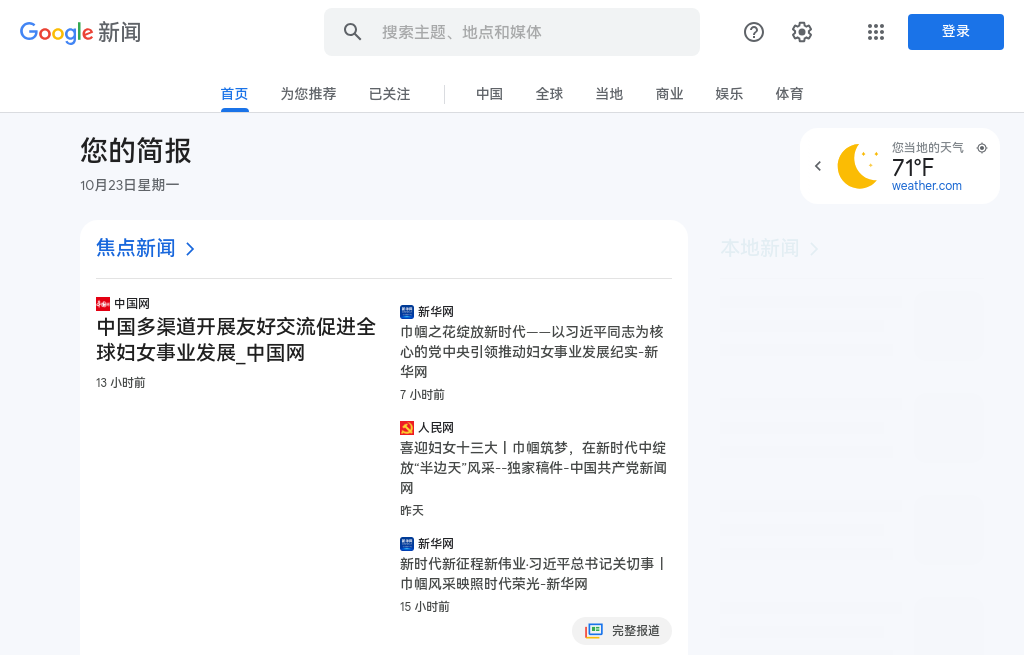 Google 新闻
搜索主题、地点和媒体
登录
首页 为您推荐 已关注 中国 全球 当地 商业 娱乐 体育
您的简报
10月23日星期一
您当地的天气
71°F
weather.com
焦点新闻
本地新闻
中国网
中国多渠道开展友好交流促进全
球妇女事业发展_中国网
13 小时前
新华网
巾帼之花绽放新时代——以习近平同志为核
心的党中央引领推动妇女事业发展纪实-新
华网
7 小时前
人民网
喜迎妇女十三大丨巾帼筑梦，在新时代中绽
放“半边天”风采--独家稿件-中国共产党新闻
网
昨天
新华网
新时代新征程新伟业·习近平总书记关切事丨
巾帼风采映照时代荣光-新华网
15 小时前
完整报道